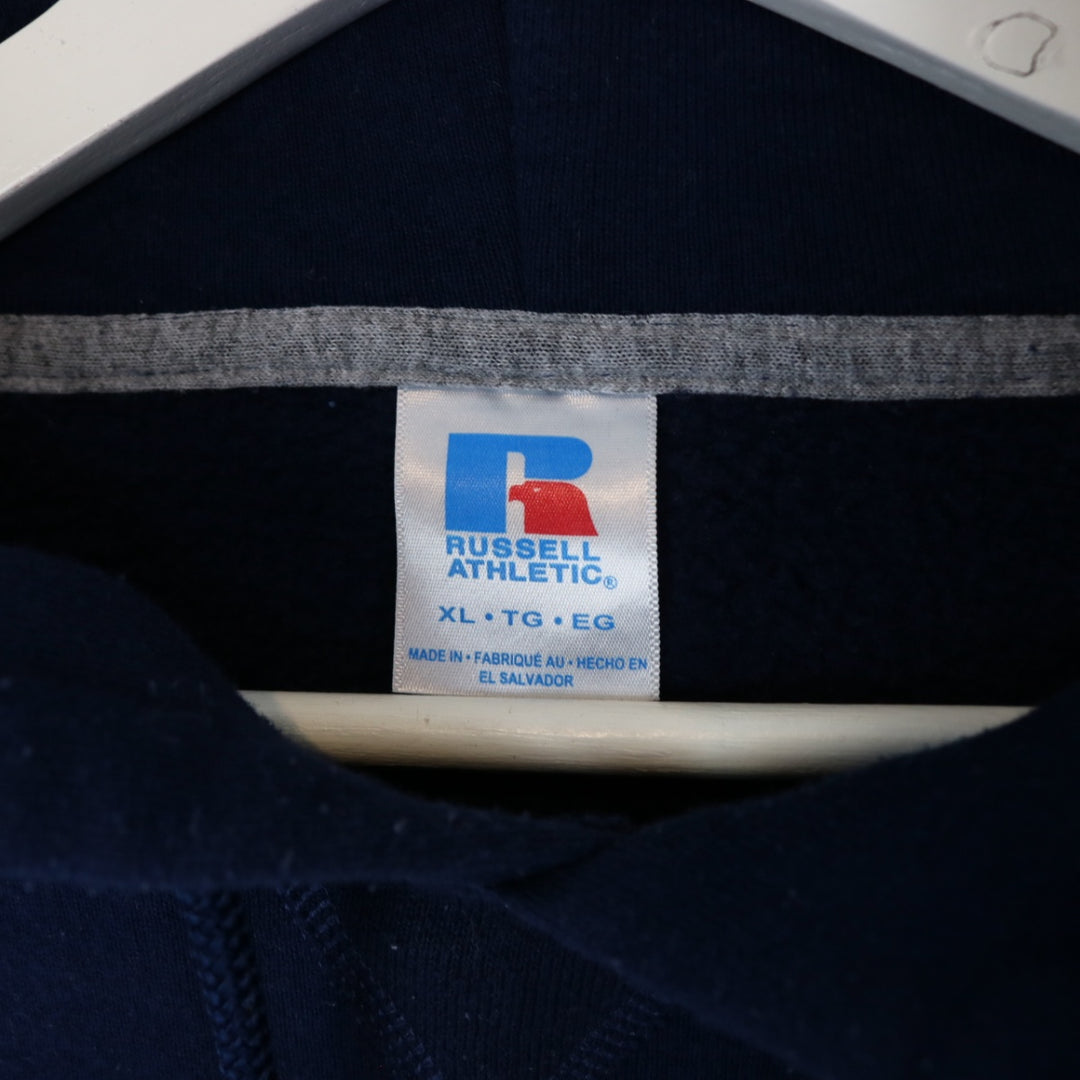 RUSSELL
ATHLETIC®
XL • TG • EG
MADE IN • FABRIQUÉ AU • HECHO EN
EL SALVADOR